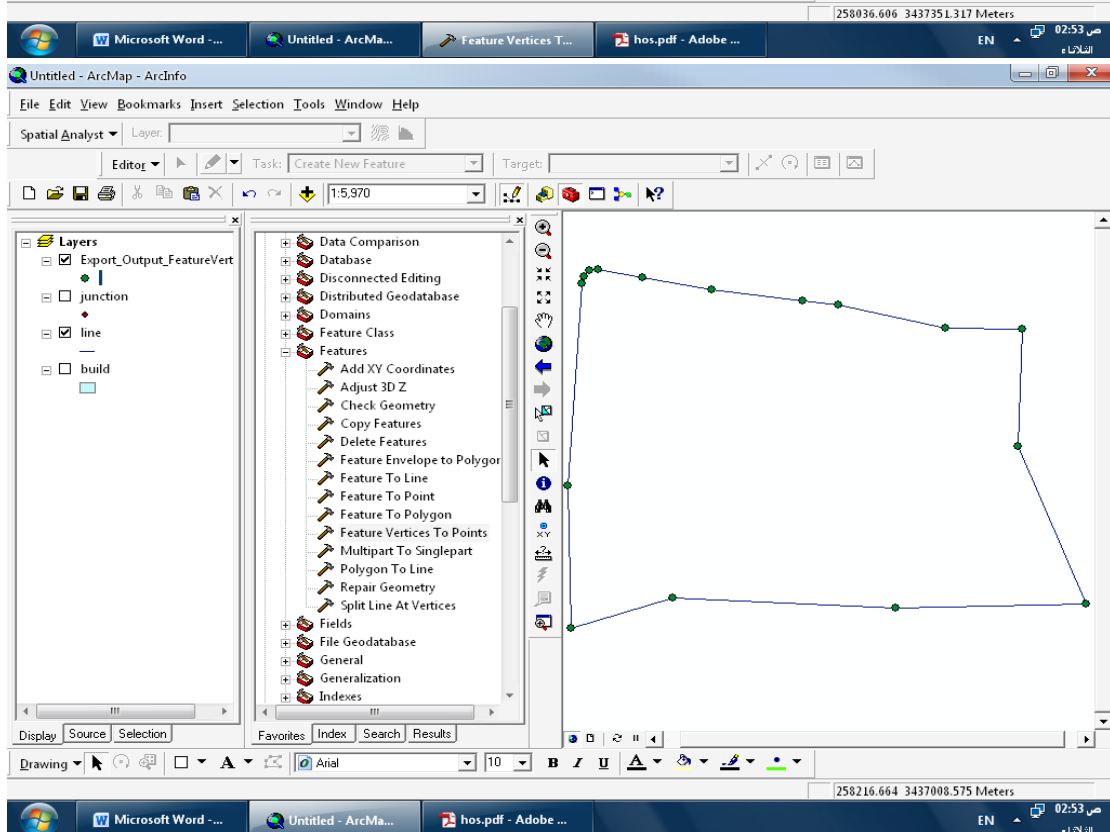 258036.606 3437351.317 Meters
Microsoft Word -... Untitled - ArcMa... Feature Vertices T... hos.pdf - Adobe ... EN 02:53 ص
الثلاثاء
Untitled - ArcMap - ArcInfo
File Edit View Bookmarks Insert Selection Tools Window Help
Spatial Analyst Layer:
Editor Task: Create New Feature Target:
1:5,970
Layers
Export_Output_FeatureVert
junction
line
build
Data Comparison
Database
Disconnected Editing
Distributed Geodatabase
Domains
Feature Class
Features
Add XY Coordinates
Adjust 3D Z
Check Geometry
Copy Features
Delete Features
Feature Envelope to Polygor
Feature To Line
Feature To Point
Feature To Polygon
Feature Vertices To Points
Multipart To Singlepart
Polygon To Line
Repair Geometry
Split Line At Vertices
Fields
File Geodatabase
General
Generalization
Indexes
XY
Display Source Selection
Favorites Index Search Results
Drawing A Arial 10 B I U A
258216.664 3437008.575 Meters
Microsoft Word -... Untitled - ArcMa... hos.pdf - Adobe ... EN 02:53 ص